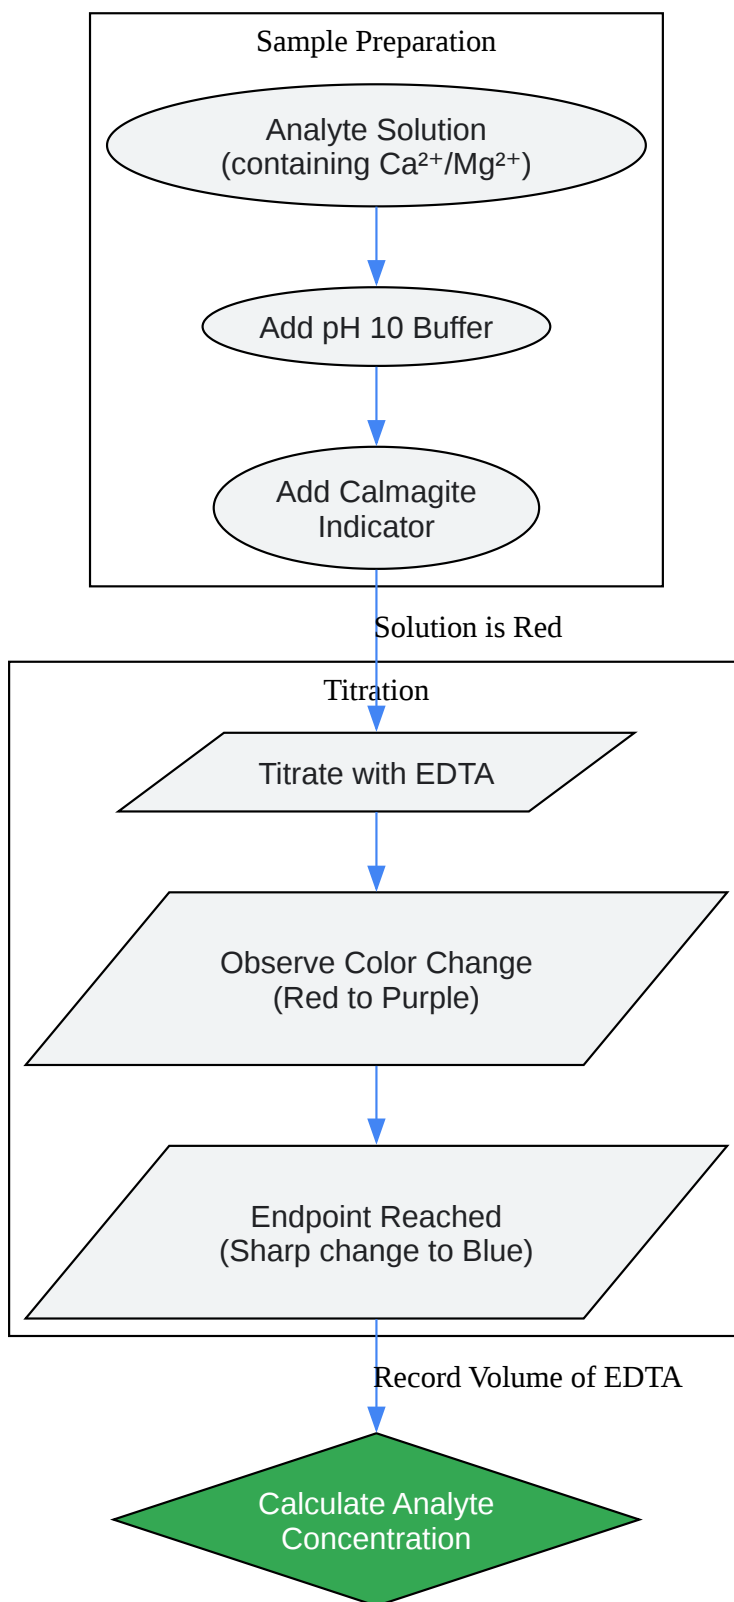 Sample Preparation
Analyte Solution
(containing Ca²⁺/Mg²⁺)
Add pH 10 Buffer
Add Calmagite
Indicator
Solution is Red
Titration
Titrate with EDTA
Observe Color Change
(Red to Purple)
Endpoint Reached
(Sharp change to Blue)
Record Volume of EDTA
Calculate Analyte
Concentration